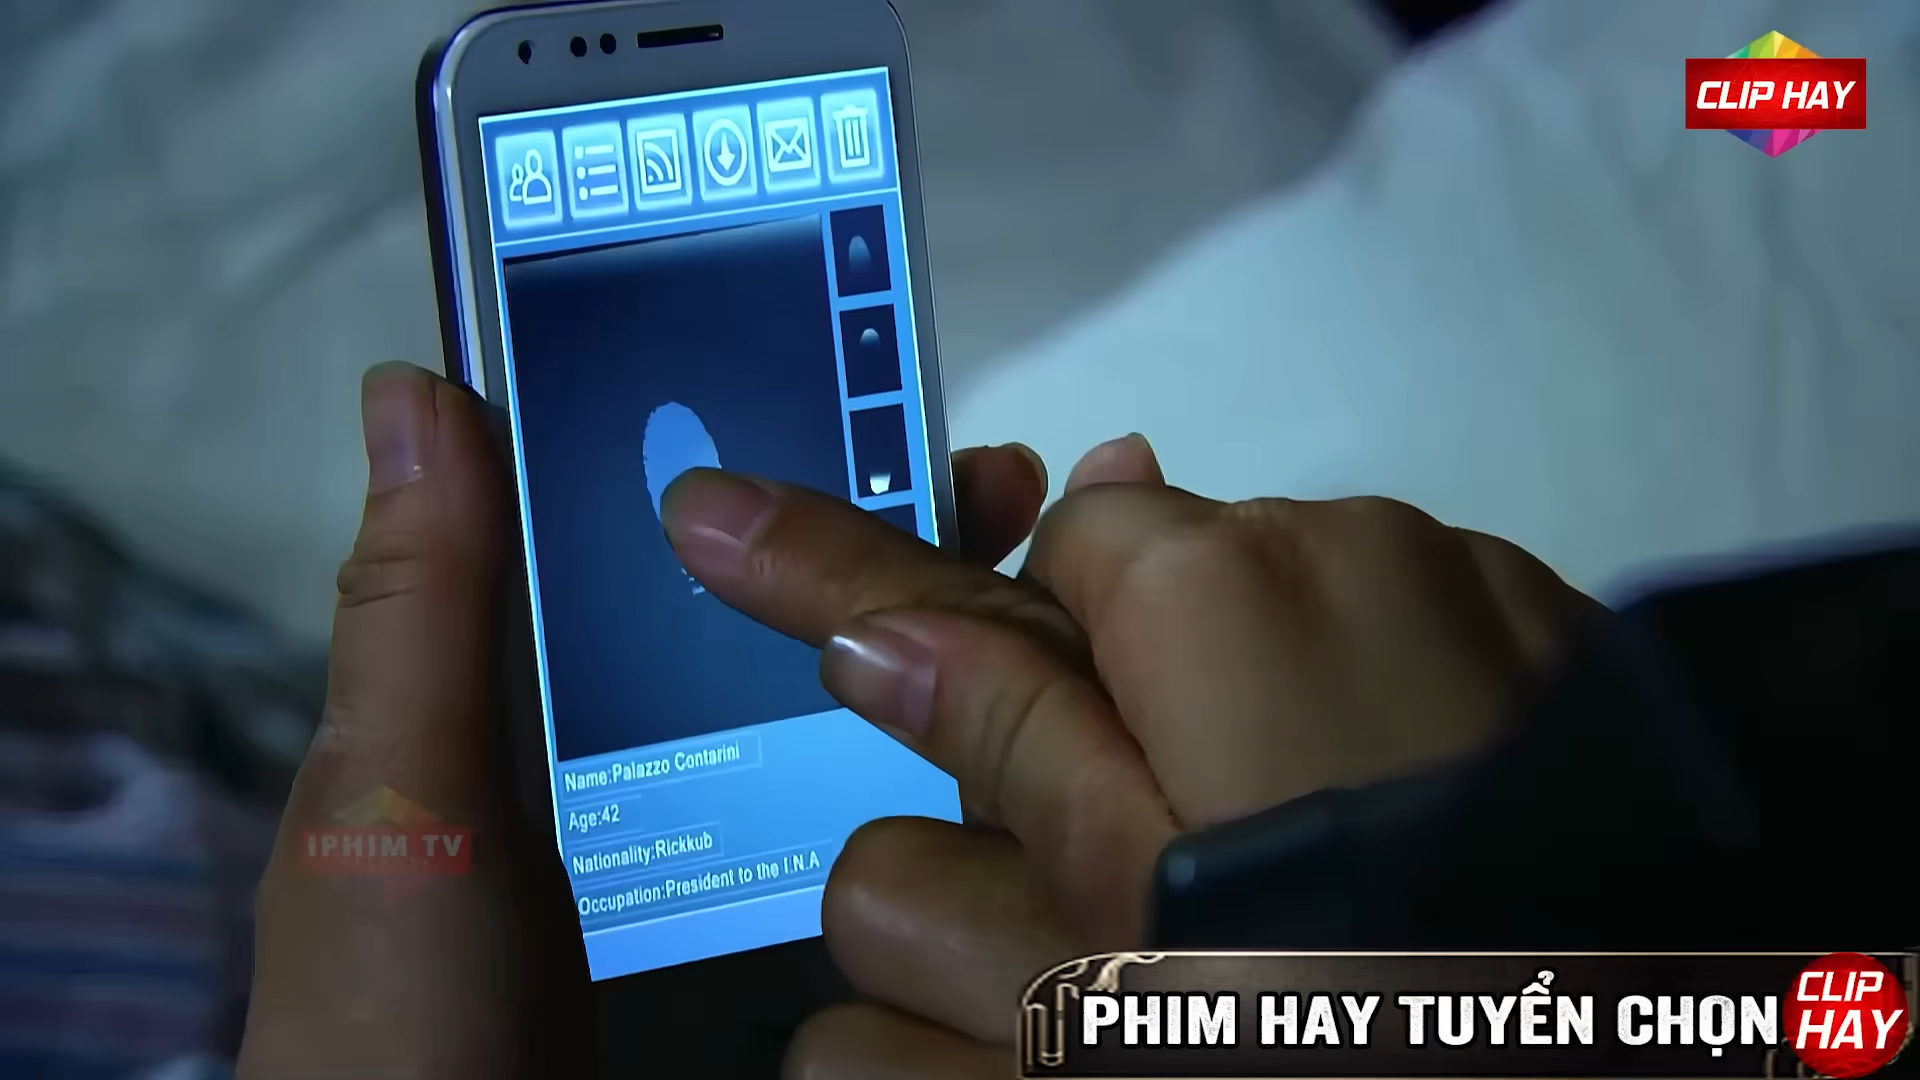 CLIP HAY
Name:Palazzo Contarini
Age:42
Nationality:Rickkub
Occupation:President to the I.N.A
IPHIM TV
PHIM HAY TUYỂN CHỌN
CLIP
HAY